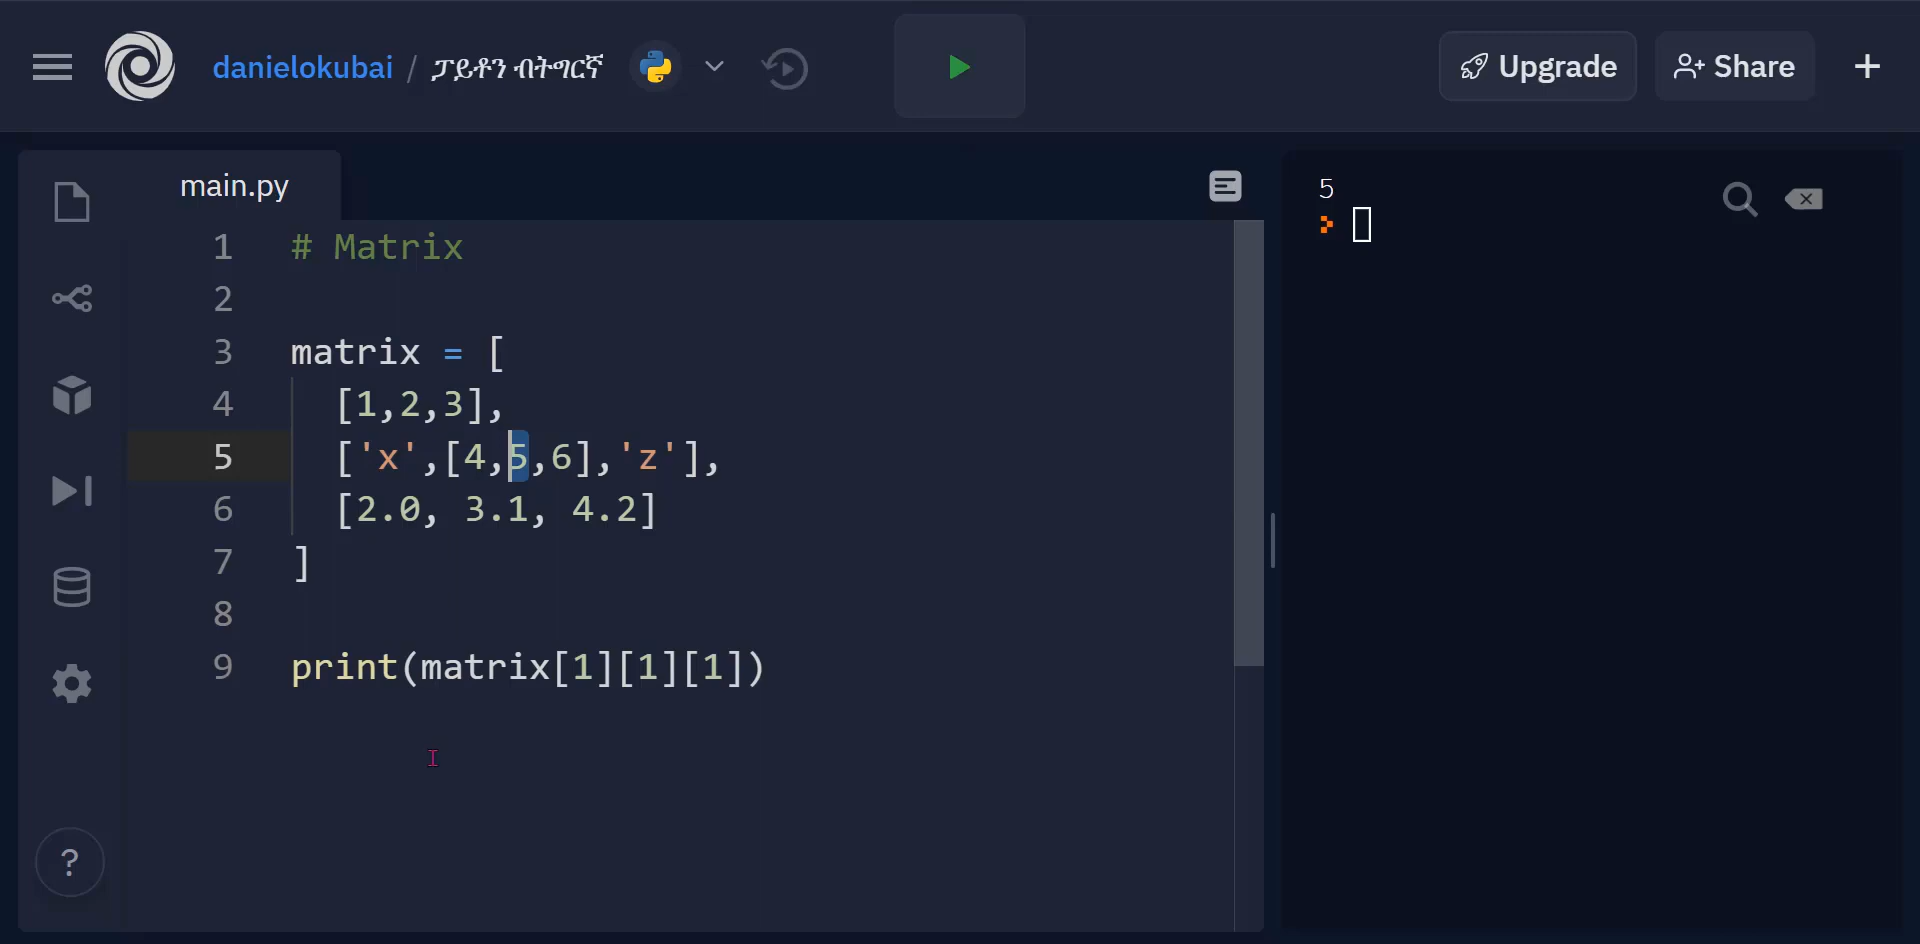 danielokubai / ፓይቶን ብትግርኛ
Upgrade
Share
main.py
1 # Matrix
2
3 matrix = [
4 [1,2,3],
5 ['x',[4,5,6],'z'],
6 [2.0, 3.1, 4.2]
7 ]
8
9 print(matrix[1][1][1])
?
5